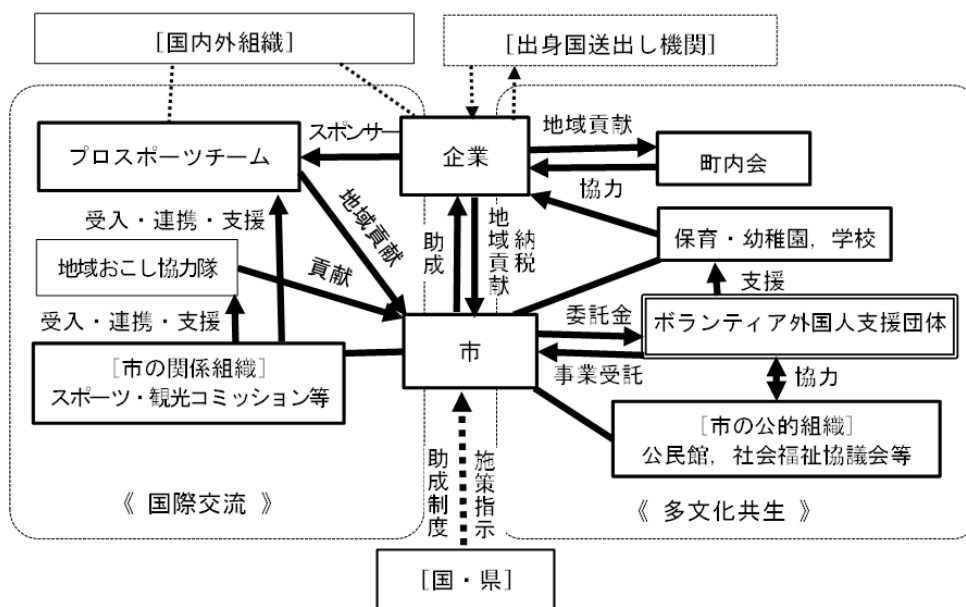 [国内外組織]
[出身国送出し機関]
スポンサー
地域貢献
プロスポーツチーム
企業
町内会
協力
受入・連携・支援
地域貢献
助成
地域貢献
納税
保育・幼稚園，学校
地域おこし協力隊
貢献
支援
受入・連携・支援
委託金
ボランティア外国人支援団体
市
[市の関係組織]
スポーツ・観光コミッション等
事業受託
協力
[市の公的組織]
公民館，社会福祉協議会等
助成制度
施策指示
《 国際交流 》
《 多文化共生 》
[国・県]